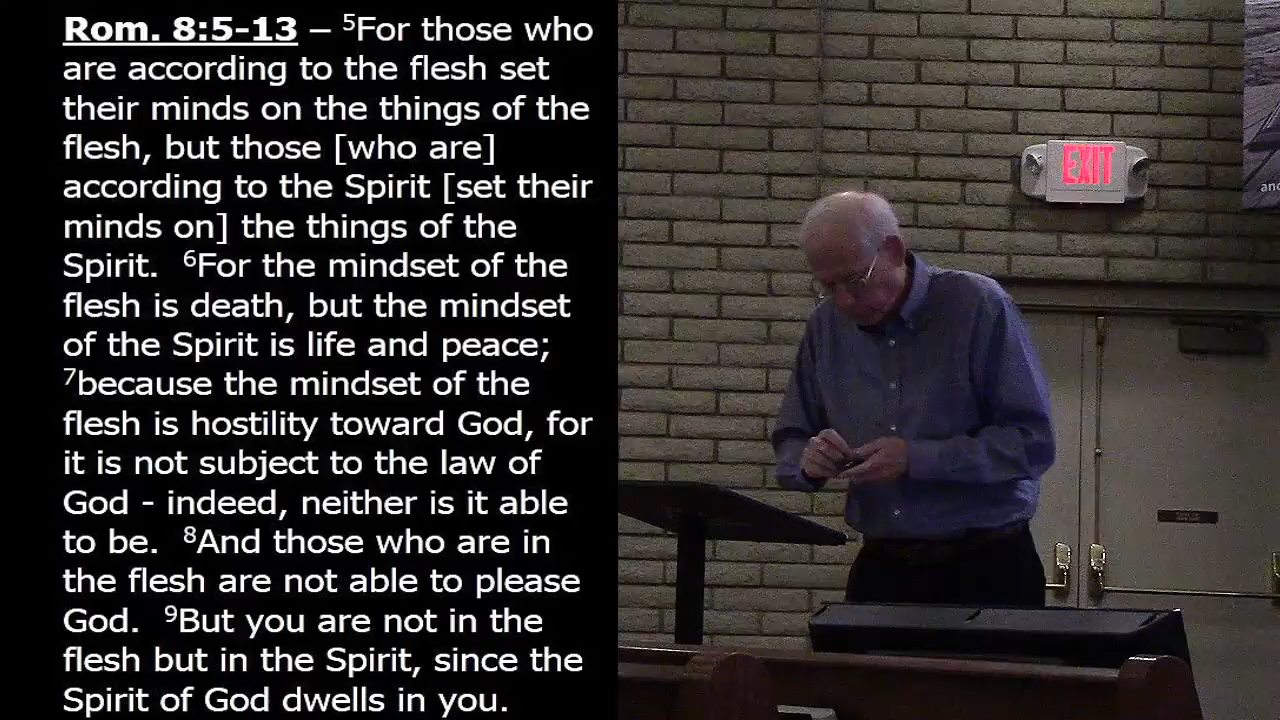 Rom. 8:5-13 – ⁵For those who
are according to the flesh set
their minds on the things of the
flesh, but those [who are]
according to the Spirit [set their
minds on] the things of the
Spirit.  ⁶For the mindset of the
flesh is death, but the mindset
of the Spirit is life and peace;
⁷because the mindset of the
flesh is hostility toward God, for
it is not subject to the law of
God - indeed, neither is it able
to be.  ⁸And those who are in
the flesh are not able to please
God.  ⁹But you are not in the
flesh but in the Spirit, since the
Spirit of God dwells in you.
EXIT